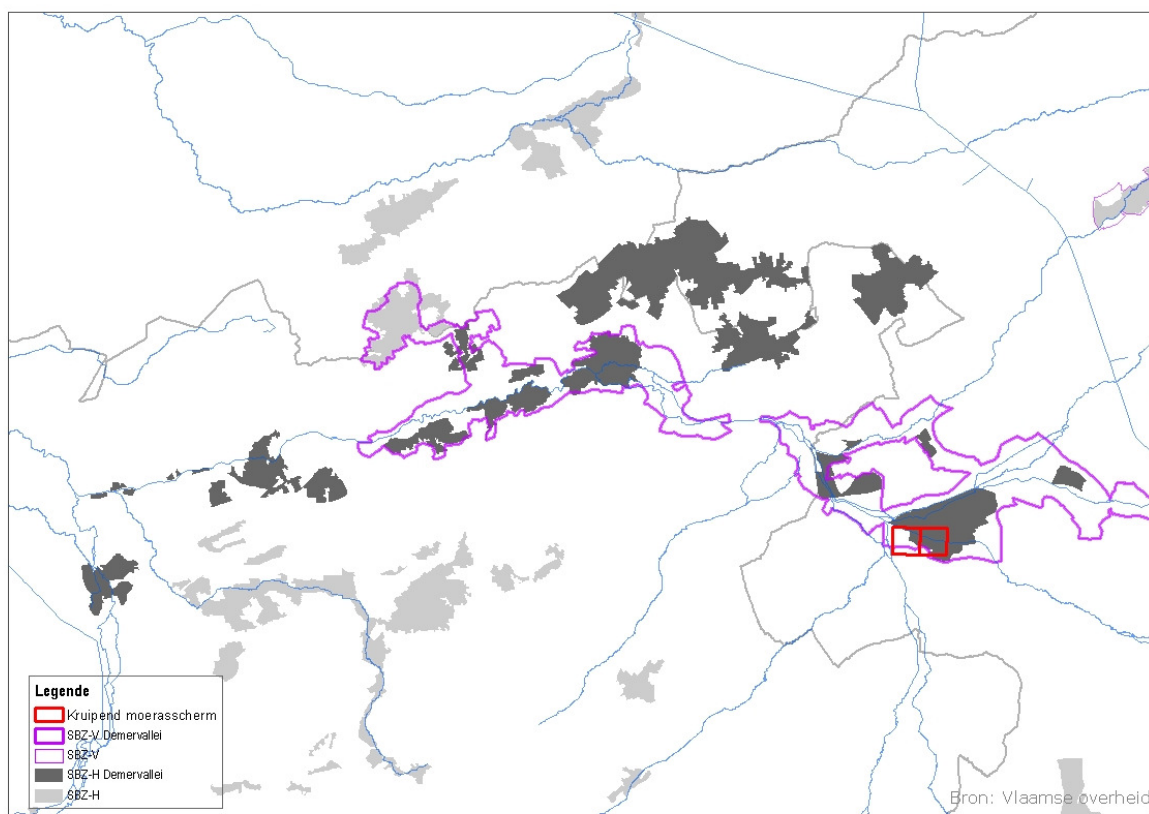 Legende
Kruipend moerasscherm
SBZ-V Demervallei
SBZ-V
SBZ-H Demervallei
SBZ-H
Bron: Vlaamse overheid